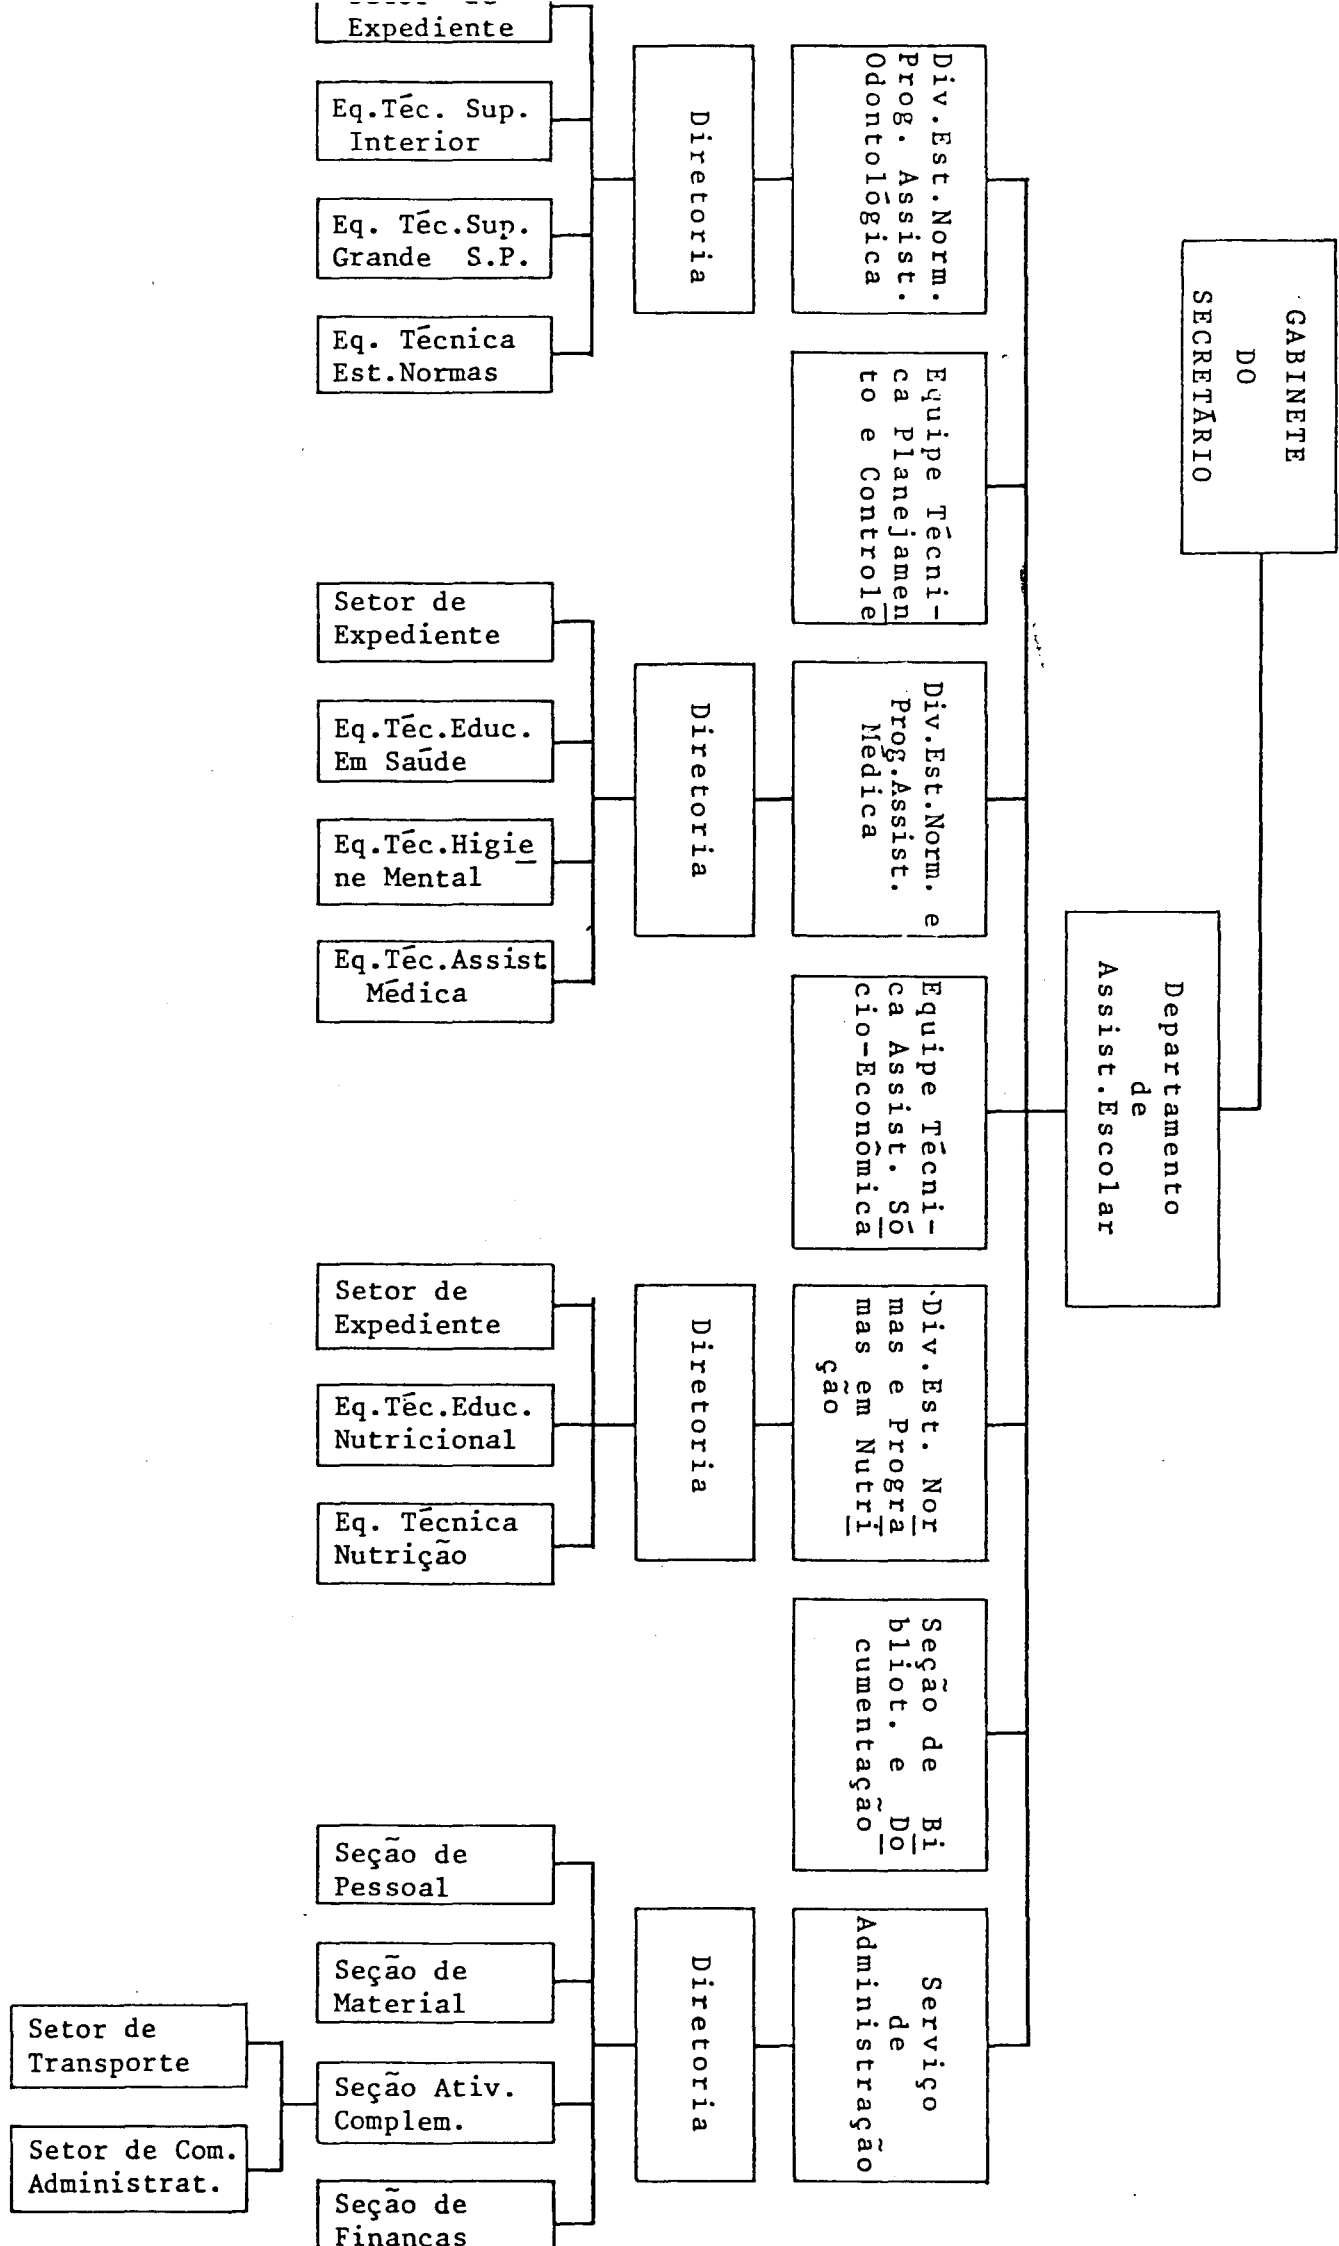 GABINETE
DO
SECRETÁRIO
Departamento
de
Assist.Escolar
Div.Est.Norm.
Prog. Assist.
Odontológica
Equipe Técni-
ca Planejamen
to e Controle
Div.Est.Norm. e
Prog.Assist.
Médica
Equipe Técni-
ca Assist. Só
cio-Econômica
Div.Est. Nor
mas e Progra
mas em Nutri
ção
Seção de Bi
bliot. e Do
cumentação
Serviço
de
Administração
Diretoria
Diretoria
Diretoria
Diretoria
Expediente
Eq.Téc. Sup.
Interior
Eq. Téc.Sup.
Grande S.P.
Eq. Técnica
Est.Normas
Setor de
Expediente
Eq.Téc.Educ.
Em Saúde
Eq.Téc.Higie
ne Mental
Eq.Téc.Assist.
Médica
Setor de
Expediente
Eq.Téc.Educ.
Nutricional
Eq. Técnica
Nutrição
Seção de
Pessoal
Seção de
Material
Seção Ativ.
Complem.
Seção de
Finanças
Setor de
Transporte
Setor de Com.
Administrat.